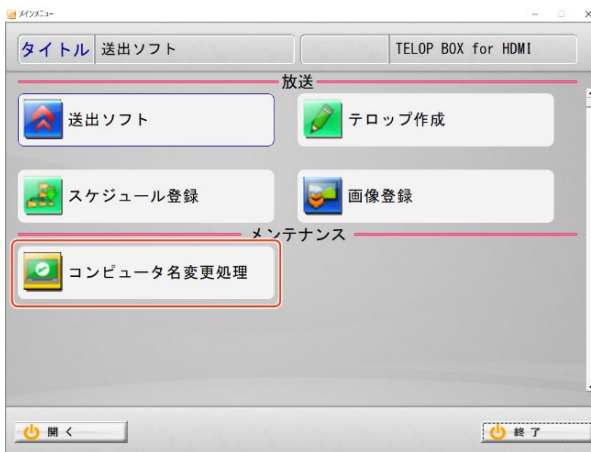 メインメニュー
タイトル 送出ソフト TELOP BOX for HDMI
放送
送出ソフト テロップ作成
スケジュール登録 画像登録
メンテナンス
コンピュータ名変更処理
開く 終了